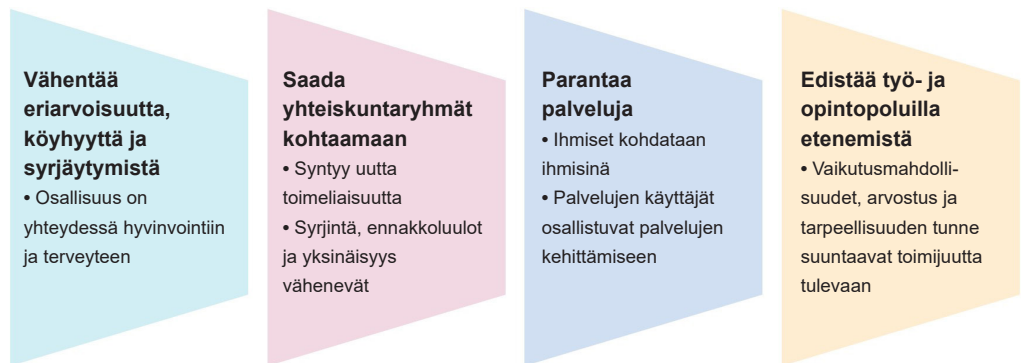 Vähentää
eriarvoisuutta,
köyhyyttä ja
syrjäytymistä
• Osallisuus on
yhteydessä hyvinvointiin
ja terveyteen
Saada
yhteiskuntaryhmät
kohtaamaan
• Syntyy uutta
toimeliaisuutta
• Syrjintä, ennakkoluulot
ja yksinäisyys
vähenevät
Parantaa
palveluja
• Ihmiset kohdataan
ihmisinä
• Palvelujen käyttäjät
osallistuvat palvelujen
kehittämiseen
Edistää työ- ja
opintopoluilla
etenemistä
• Vaikutusmahdolli-
suudet, arvostus ja
tarpeellisuuden tunne
suuntaavat toimijuutta
tulevaan